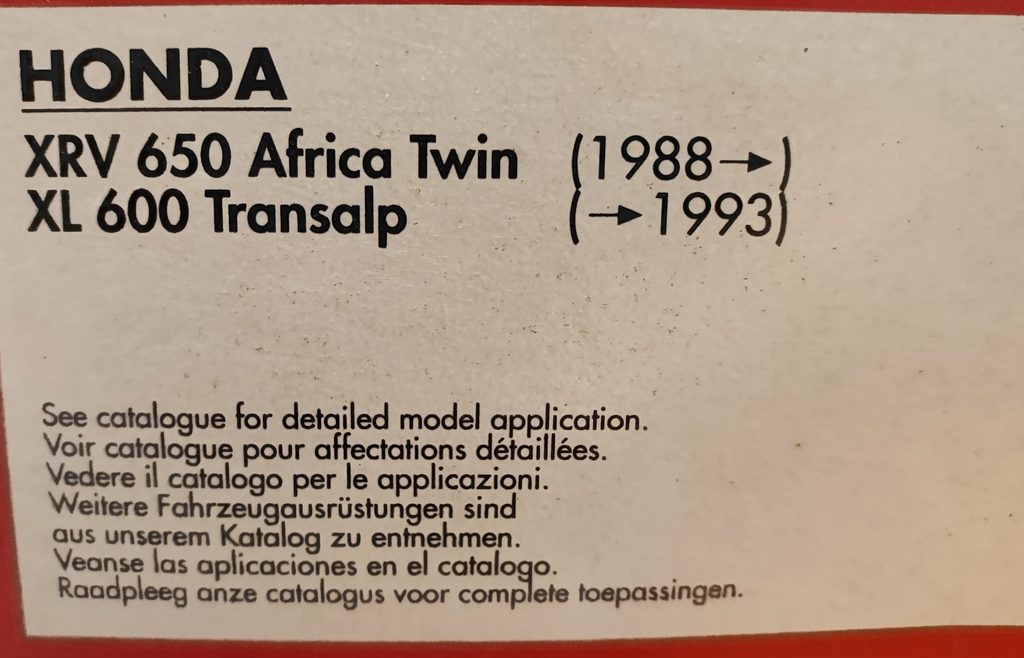 HONDA
XRV 650 Africa Twin (1988→)
XL 600 Transalp (→1993)
See catalogue for detailed model application.
Voir catalogue pour affectations détaillées.
Vedere il catalogo per le applicazioni.
Weitere Fahrzeugausrüstungen sind
aus unserem Katalog zu entnehmen.
Veanse las aplicaciones en el catalogo.
Raadpleeg anze catalogus voor complete toepassingen.